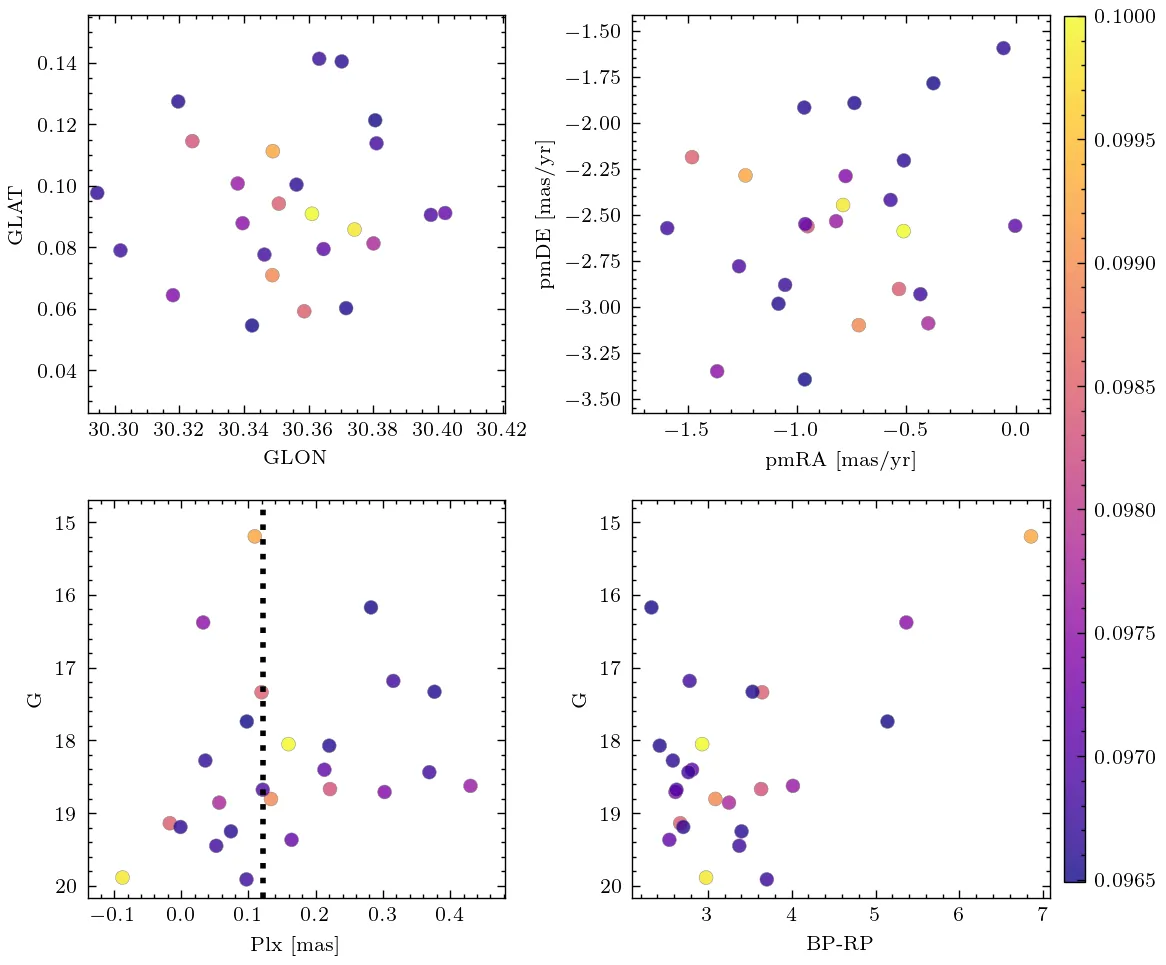 0.14
0.12
0.10
0.08
0.06
0.04
GLAT
30.30 30.32 30.34 30.36 30.38 30.40 30.42
GLON
−1.50
−1.75
−2.00
−2.25
−2.50
−2.75
−3.00
−3.25
−3.50
pmDE [mas/yr]
−1.5 −1.0 −0.5 0.0
pmRA [mas/yr]
15
16
17
18
19
20
G
−0.1 0.0 0.1 0.2 0.3 0.4
Plx [mas]
15
16
17
18
19
20
G
3 4 5 6 7
BP-RP
0.1000
0.0995
0.0990
0.0985
0.0980
0.0975
0.0970
0.0965